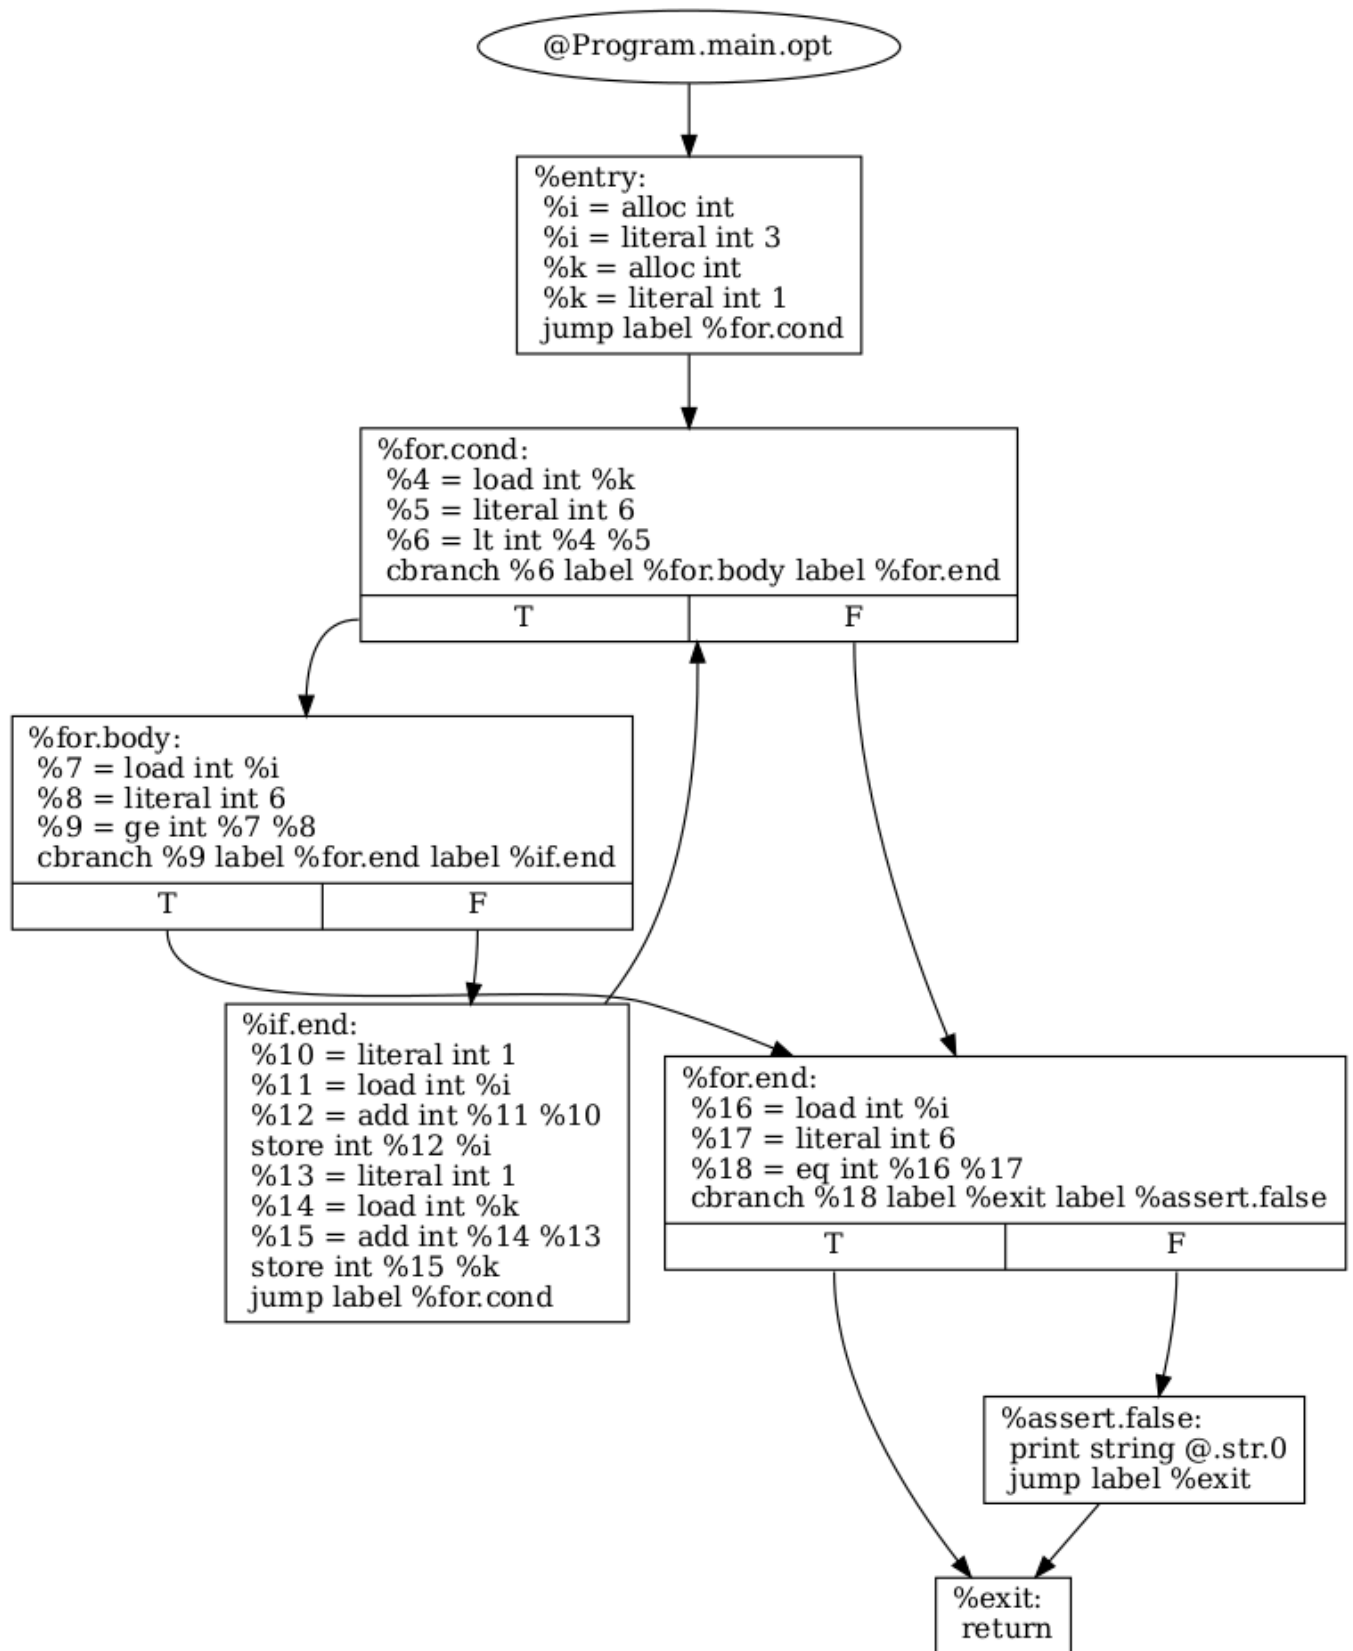 @Program.main.opt
%entry:
%i = alloc int
%i = literal int 3
%k = alloc int
%k = literal int 1
jump label %for.cond
%for.cond:
%4 = load int %k
%5 = literal int 6
%6 = lt int %4 %5
cbranch %6 label %for.body label %for.end
T
F
%for.body:
%7 = load int %i
%8 = literal int 6
%9 = ge int %7 %8
cbranch %9 label %for.end label %if.end
T
F
%if.end:
%10 = literal int 1
%11 = load int %i
%12 = add int %11 %10
store int %12 %i
%13 = literal int 1
%14 = load int %k
%15 = add int %14 %13
store int %15 %k
jump label %for.cond
%for.end:
%16 = load int %i
%17 = literal int 6
%18 = eq int %16 %17
cbranch %18 label %exit label %assert.false
T
F
%assert.false:
print string @.str.0
jump label %exit
%exit:
return